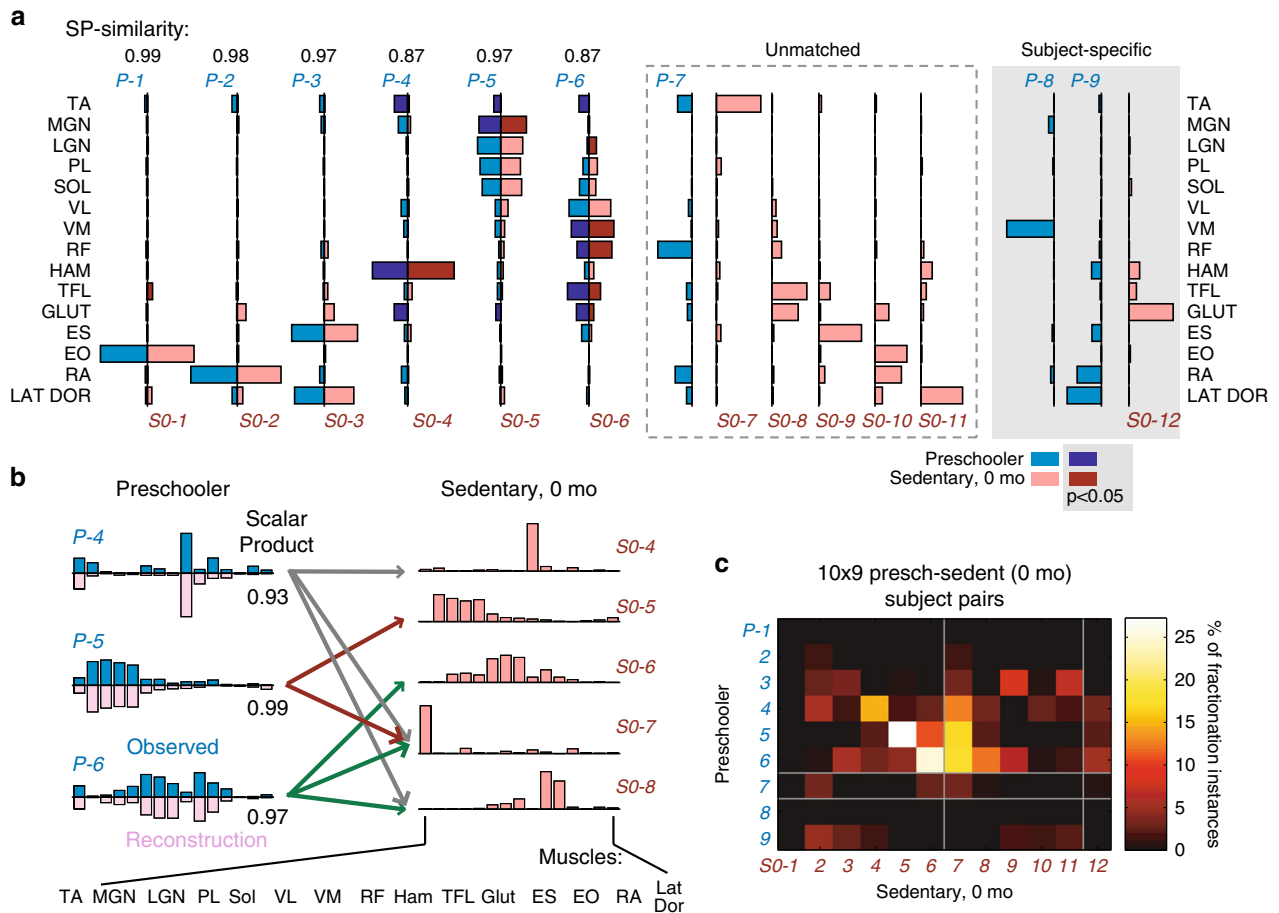 a
SP-similarity:
0.99 0.98 0.97 0.87 0.97 0.87
Unmatched
Subject-specific
P-1 P-2 P-3 P-4 P-5 P-6 P-7 P-8 P-9
TA TA
MGN MGN
LGN LGN
PL PL
SOL SOL
VL VL
VM VM
RF RF
HAM HAM
TFL TFL
GLUT GLUT
ES ES
EO EO
RA RA
LAT DOR LAT DOR
S0-1 S0-2 S0-3 S0-4 S0-5 S0-6 S0-7 S0-8 S0-9 S0-10 S0-11 S0-12
Preschooler
Sedentary, 0 mo
p<0.05
b
Preschooler
Sedentary, 0 mo
P-4
Scalar
Product
S0-4
0.93
S0-5
P-5
S0-6
0.99
S0-7
Observed
P-6
S0-8
0.97
Reconstruction
Muscles:
TA MGN LGN PL Sol VL VM RF Ham TFL Glut ES EO RA Lat
Dor
c
10x9 presch-sedent (0 mo)
subject pairs
P-1
2
3
4
5
6
7
8
9
Preschooler
S0-1 2 3 4 5 6 7 8 9 10 11 12
Sedentary, 0 mo
25
20
15
10
5
0
% of fractionation instances